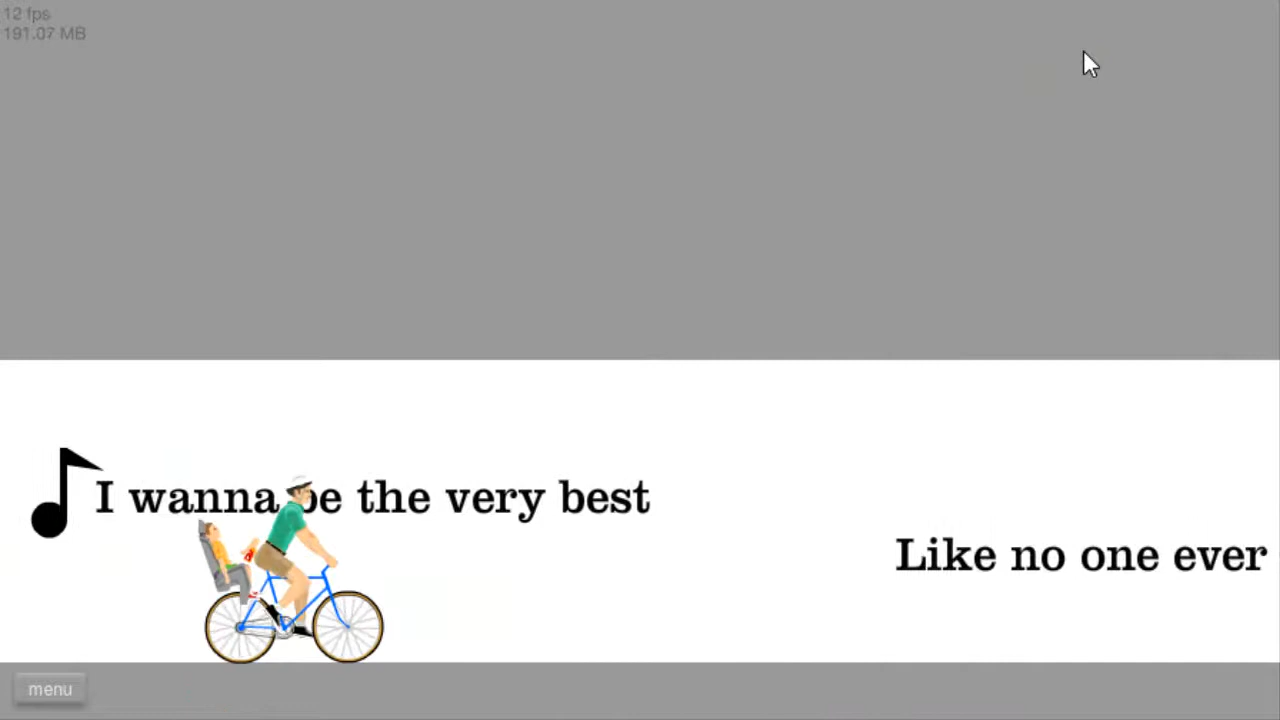 12 fps
191.07 MB
I wanna be the very best
Like no one ever
menu